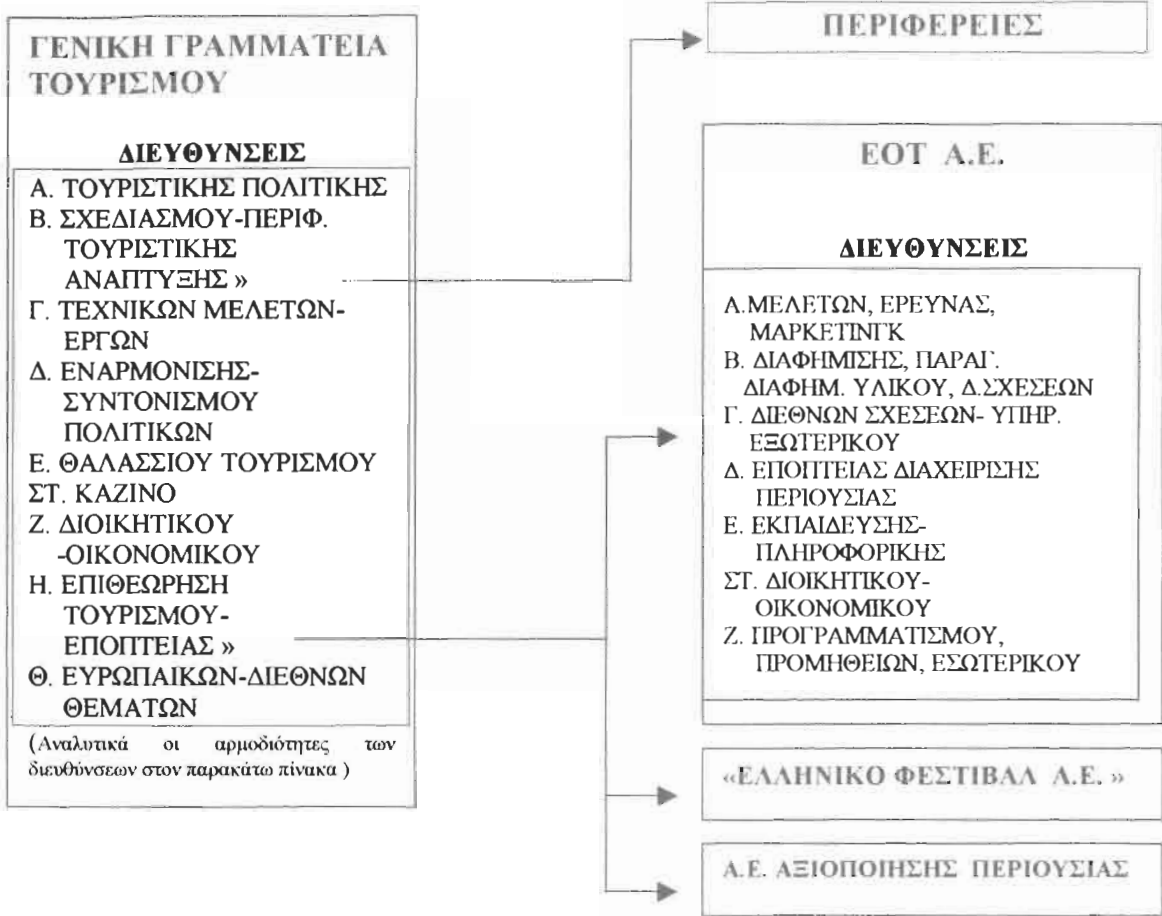 ΓΕΝΙΚΗ ΓΡΑΜΜΑΤΕΙΑ
ΤΟΥΡΙΣΜΟΥ
ΔΙΕΥΘΥΝΣΕΙΣ
Α. ΤΟΥΡΙΣΤΙΚΗΣ ΠΟΛΙΤΙΚΗΣ
Β. ΣΧΕΔΙΑΣΜΟΥ-ΠΕΡΙΦ.
ΤΟΥΡΙΣΤΙΚΗΣ
ΑΝΑΠΤΥΞΗΣ »
Γ. ΤΕΧΝΙΚΩΝ ΜΕΛΕΤΩΝ-
ΕΡΓΩΝ
Δ. ΕΝΑΡΜΟΝΙΣΗΣ-
ΣΥΝΤΟΝΙΣΜΟΥ
ΠΟΛΙΤΙΚΩΝ
Ε. ΘΑΛΑΣΣΙΟΥ ΤΟΥΡΙΣΜΟΥ
ΣΤ. ΚΑΖΙΝΟ
Ζ. ΔΙΟΙΚΗΤΙΚΟΥ
-ΟΙΚΟΝΟΜΙΚΟΥ
Η. ΕΠΙΘΕΩΡΗΣΗ
ΤΟΥΡΙΣΜΟΥ-
ΕΠΟΠΤΕΙΑΣ »
Θ. ΕΥΡΩΠΑΙΚΩΝ-ΔΙΕΘΝΩΝ
ΘΕΜΑΤΩΝ
(Αναλυτικά οι αρμοδιότητες των
διευθύνσεων στον παρακάτω πίνακα )
ΠΕΡΙΦΕΡΕΙΕΣ
ΕΟΤ Α.Ε.
ΔΙΕΥΘΥΝΣΕΙΣ
Α.ΜΕΛΕΤΩΝ, ΕΡΕΥΝΑΣ,
ΜΑΡΚΕΤΙΝΓΚ
Β. ΔΙΑΦΗΜΙΣΗΣ, ΠΑΡΑΓ.
ΔΙΑΦΗΜ. ΥΛΙΚΟΥ, Δ.ΣΧΕΣΕΩΝ
Γ. ΔΙΕΘΝΩΝ ΣΧΕΣΕΩΝ- ΥΠΗΡ.
ΕΞΩΤΕΡΙΚΟΥ
Δ. ΕΠΟΠΤΕΙΑΣ ΔΙΑΧΕΙΡΙΣΗΣ
ΠΕΡΙΟΥΣΙΑΣ
Ε. ΕΚΠΑΙΔΕΥΣΗΣ-
ΠΛΗΡΟΦΟΡΙΚΗΣ
ΣΤ. ΔΙΟΙΚΗΤΙΚΟΥ-
ΟΙΚΟΝΟΜΙΚΟΥ
Ζ. ΠΡΟΓΡΑΜΜΑΤΙΣΜΟΥ,
ΠΡΟΜΗΘΕΙΩΝ, ΕΣΩΤΕΡΙΚΟΥ
«ΕΛΛΗΝΙΚΟ ΦΕΣΤΙΒΑΛ Α.Ε. »
Α.Ε. ΑΞΙΟΠΟΙΗΣΗΣ ΠΕΡΙΟΥΣΙΑΣ